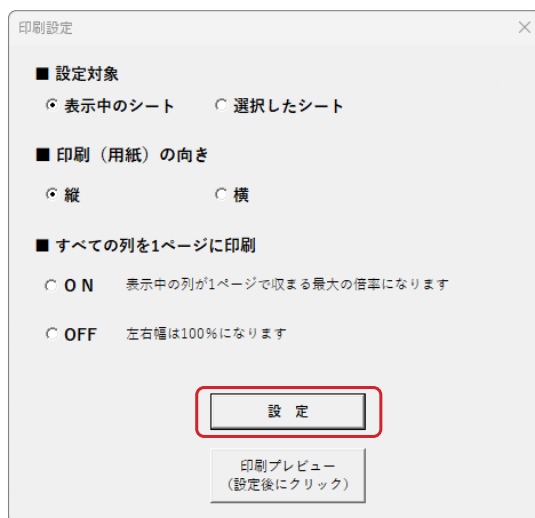 印刷設定
■ 設定対象
表示中のシート 選択したシート
■ 印刷（用紙）の向き
縦 横
■ すべての列を1ページに印刷
ON 表示中の列が1ページで収まる最大の倍率になります
OFF 左右幅は100%になります
設 定
印刷プレビュー
(設定後にクリック)